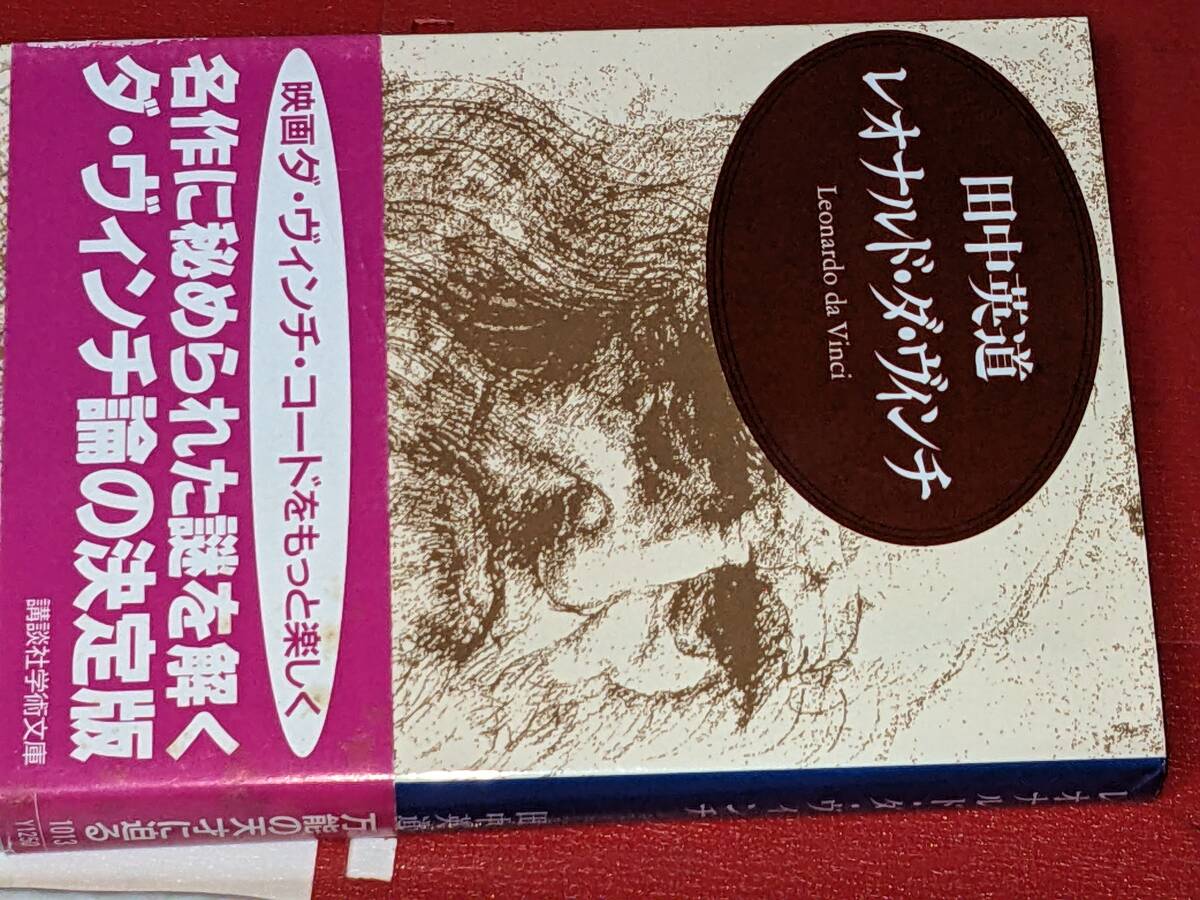 田中英道
レオナルド・ダ・ヴィンチ
Leonardo da Vinci
映画ダ・ヴィンチ・コードをもっと楽しく
名作に秘められた謎を解く
ダ・ヴィンチ論の決定版
講談社学術文庫
レオナルド・ダ・ヴィンチ
田中英道
万能の天才に迫る
1013
¥1250